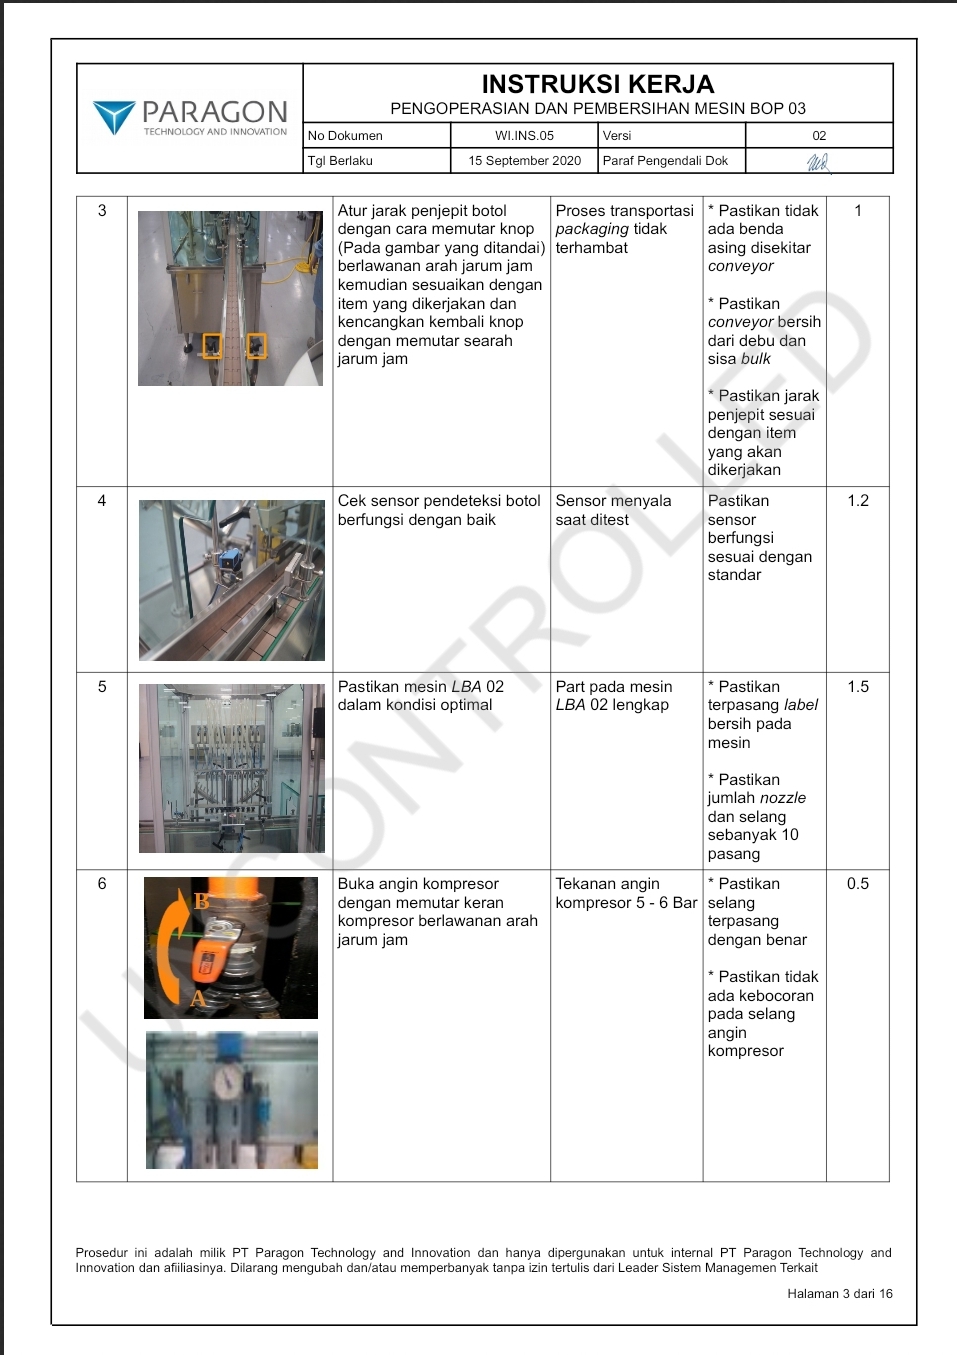 PARAGON
TECHNOLOGY AND INNOVATION
INSTRUKSI KERJA
PENGOPERASIAN DAN PEMBERSIHAN MESIN BOP 03
No Dokumen
WI.INS.05
Versi
02
Tgl Berlaku
15 September 2020
Paraf Pengendali Dok
3
Atur jarak penjepit botol
dengan cara memutar knop
(Pada gambar yang ditandai)
berlawanan arah jarum jam
kemudian sesuaikan dengan
item yang dikerjakan dan
kencangkan kembali knop
dengan memutar searah
jarum jam
Proses transportasi
packaging tidak
terhambat
* Pastikan tidak
ada benda
asing disekitar
conveyor
* Pastikan
conveyor bersih
dari debu dan
sisa bulk
* Pastikan jarak
penjepit sesuai
dengan item
yang akan
dikerjakan
1
4
Cek sensor pendeteksi botol
berfungsi dengan baik
Sensor menyala
saat ditest
Pastikan
sensor
berfungsi
sesuai dengan
standar
1.2
5
Pastikan mesin LBA 02
dalam kondisi optimal
Part pada mesin
LBA 02 lengkap
* Pastikan
terpasang label
bersih pada
mesin
* Pastikan
jumlah nozzle
dan selang
sebanyak 10
pasang
1.5
6
B
A
Buka angin kompresor
dengan memutar keran
kompresor berlawanan arah
jarum jam
Tekanan angin
kompresor 5 - 6 Bar
* Pastikan
selang
terpasang
dengan benar
* Pastikan tidak
ada kebocoran
pada selang
angin
kompresor
0.5
UNCONTROLLED
Prosedur ini adalah milik PT Paragon Technology and Innovation dan hanya dipergunakan untuk internal PT Paragon Technology and
Innovation dan afiiliasinya. Dilarang mengubah dan/atau memperbanyak tanpa izin tertulis dari Leader Sistem Managemen Terkait
Halaman 3 dari 16